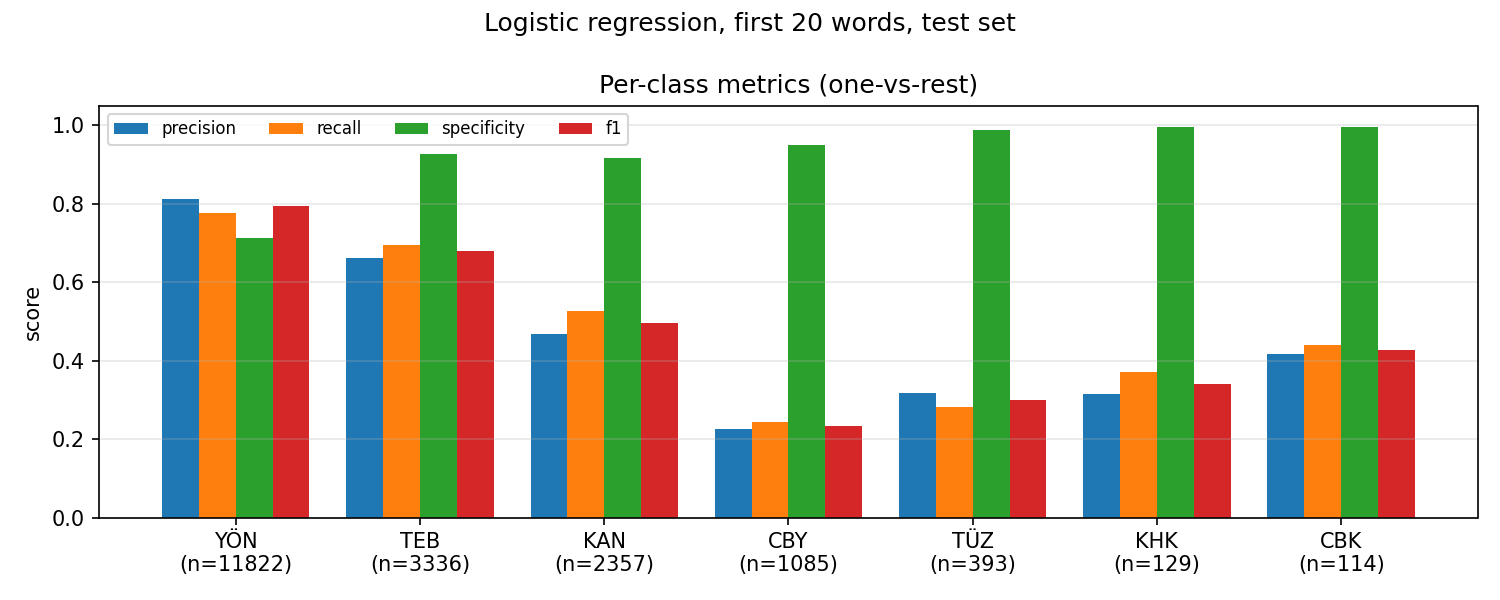 Logistic regression, first 20 words, test set
Per-class metrics (one-vs-rest)
precision recall specificity f1
score
1.0
0.8
0.6
0.4
0.2
0.0
YÖN TEB KAN CBY TÜZ KHK CBK
(n=11822) (n=3336) (n=2357) (n=1085) (n=393) (n=129) (n=114)